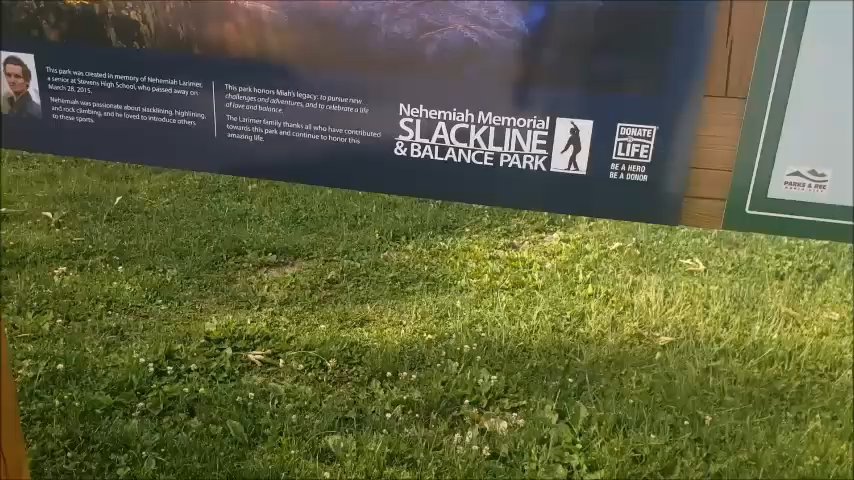 This park was created in memory of Nehemiah Larimer,
a senior at Stevens High School, who passed away on
March 28, 2015.
Nehemiah was passionate about slacklining, highlining,
and rock climbing, and he loved to introduce others
to these sports.
This park honors Miah's legacy: to pursue new
challenges and adventures, and to celebrate a life
of love and balance.
The Larimer family thanks all who have contributed
towards this park and continue to honor this
amazing life.
Nehemiah Memorial
SLACKLINE
& BALANCE PARK
DONATE
LIFE
BE A HERO
BE A DONOR
PARKS & REC
RAPID CITY